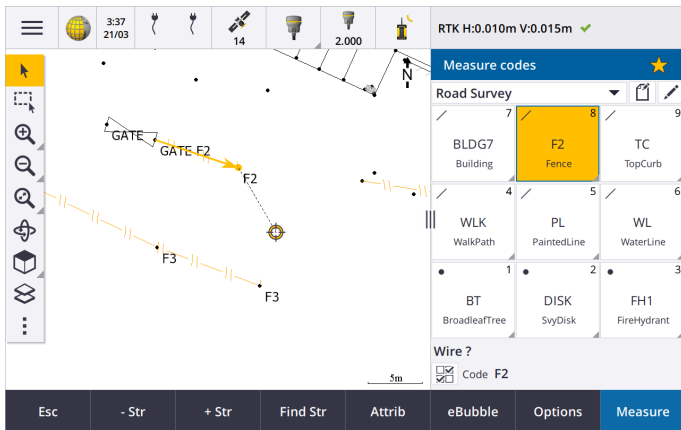 3:37
21/03
14
2.000
RTK H:0.010m V:0.015m
Measure codes
Road Survey
N
GATE
GATE F2
F2
F3
F3
5m
7
BLDG7
Building
8
F2
Fence
9
TC
TopCurb
4
WLK
WalkPath
5
PL
PaintedLine
6
WL
WaterLine
1
BT
BroadleafTree
2
DISK
SvyDisk
3
FH1
FireHydrant
Wire ?
Code F2
Esc
- Str
+ Str
Find Str
Attrib
eBubble
Options
Measure